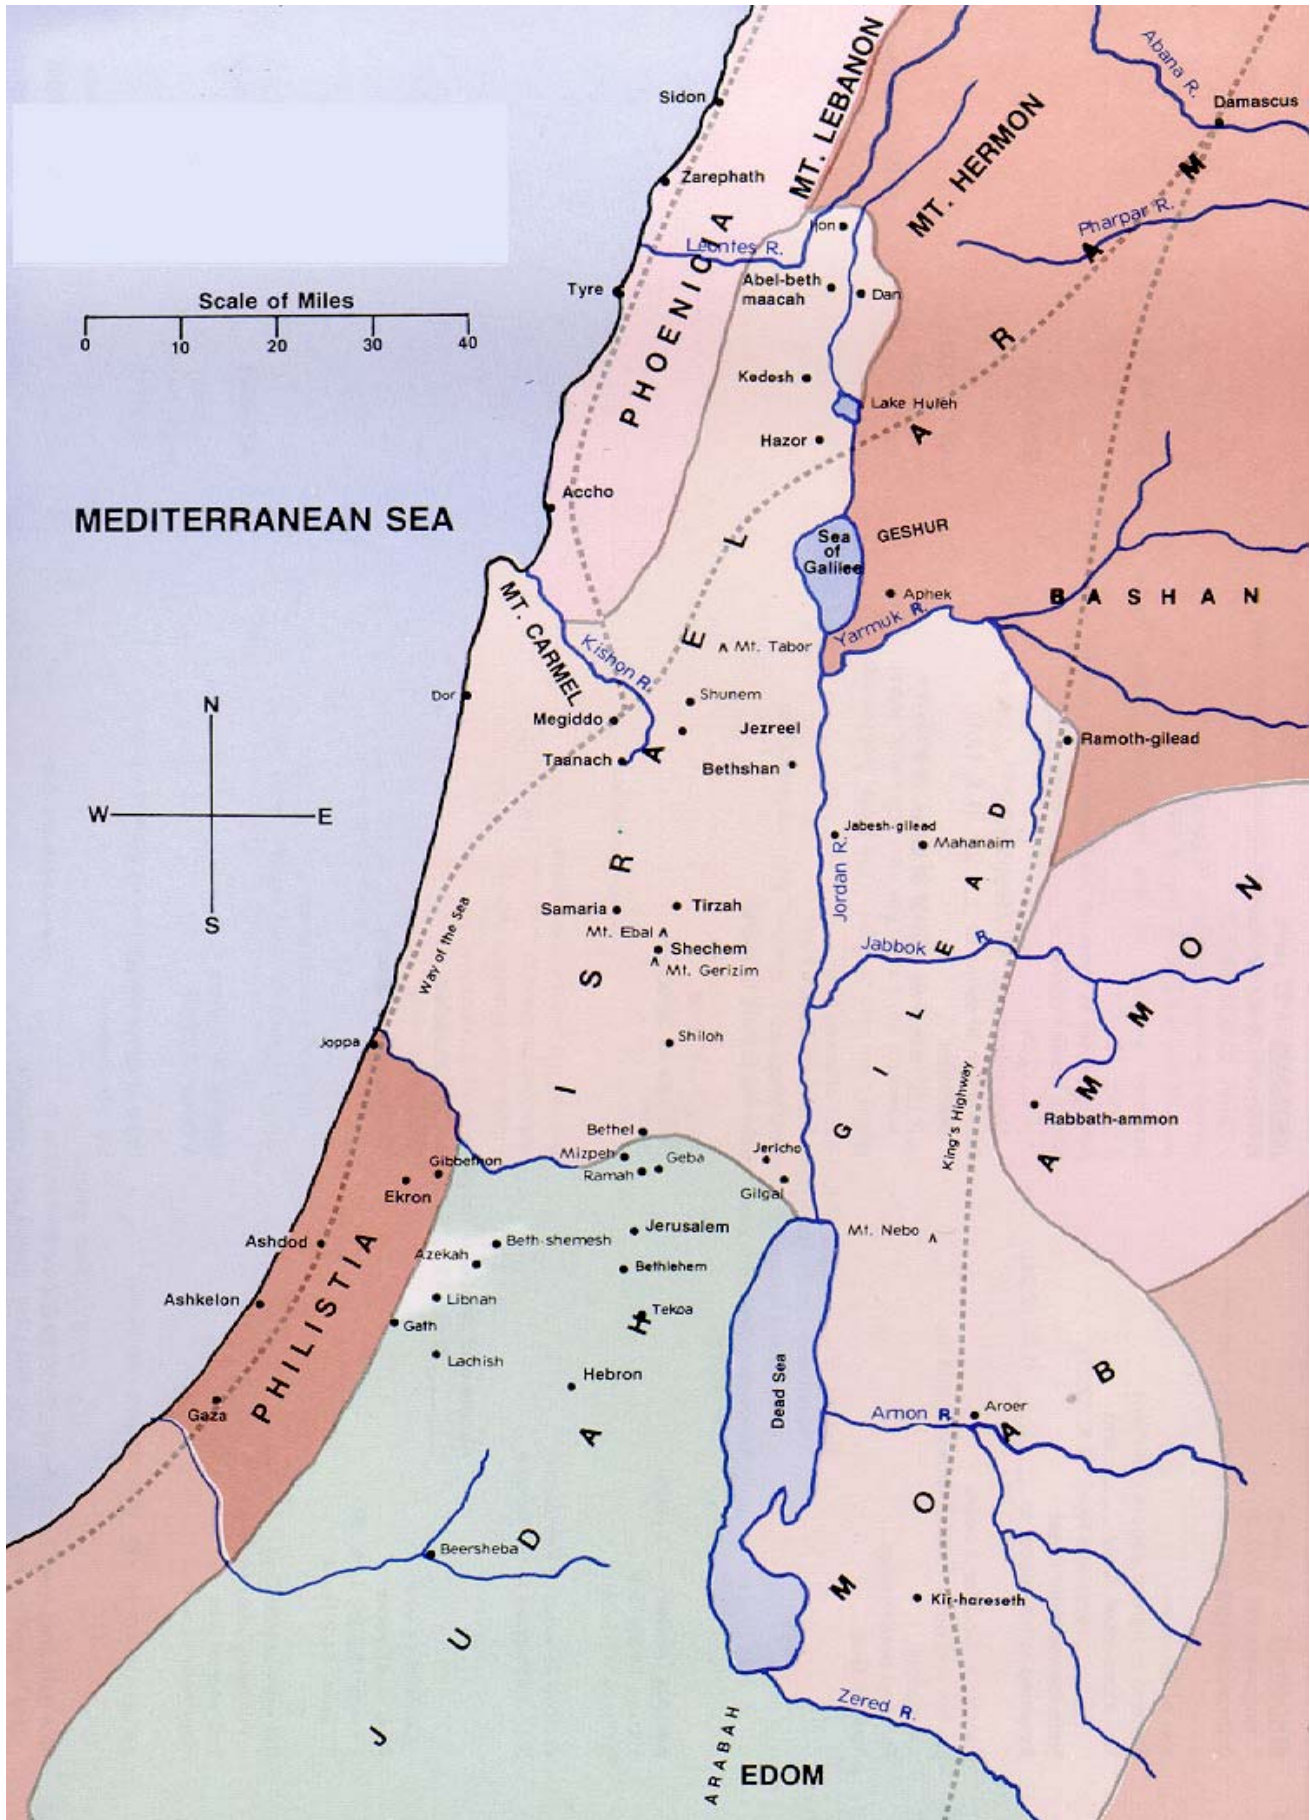 Abana R.
Sidon
Damascus
MT. LEBANON
MT. HERMON
Zarephath
Pharpar R.
Ijon
Leontes R.
PHOENICIA
ARAM
Tyre
Abel-beth
maacah
Dan
Scale of Miles
0 10 20 30 40
Kedesh
Lake Huleh
Hazor
Accho
MEDITERRANEAN SEA
GESHUR
Sea
of
Galilee
Aphek
BASHAN
MT. CARMEL
Yarmuk R.
Kishon R.
Mt. Tabor
Dor
Shunem
N
Megiddo
Jezreel
Ramoth-gilead
Taanach
Bethshan
W E
S
Jabesh-gilead
Mahanaim
Jordan R.
ISRAEL
GILEAD
AMMON
Samaria
Tirzah
Mt. Ebal
Shechem
Mt. Gerizim
Jabbok R.
Way of the Sea
Joppa
Shiloh
King's Highway
Rabbath-ammon
Bethel
Mizpeh
Geba
Ramah
Jericho
Gilgal
Gibbethon
Ekron
Jerusalem
Mt. Nebo
Ashdod
Beth-shemesh
Azekah
Bethlehem
Ashkelon
Libnah
Tekoa
Gath
PHILISTIA
Lachish
Hebron
Dead Sea
Gaza
Arnon R.
Aroer
MOAB
JUDAH
Beersheba
Kir-hareseth
Zered R.
ARABAH
EDOM